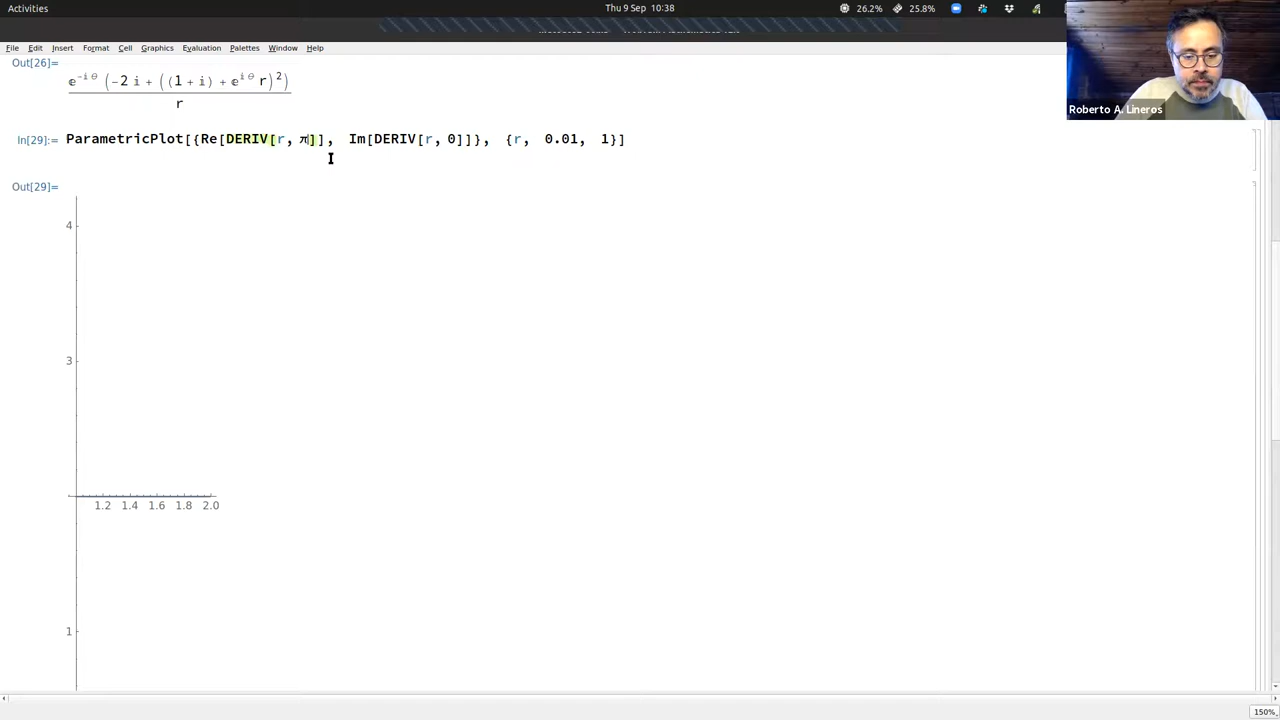 Activities
Thu 9 Sep 10:38
26.2%
25.8%
File Edit Insert Format Cell Graphics Evaluation Palettes Window Help
Roberto A. Lineros
Out[26]=
ⅇ^(-ⅈ θ) (-2 ⅈ + ((1 + ⅈ) + ⅇ^(ⅈ θ) r)^2)
r
In[29]:= ParametricPlot[{Re[DERIV[r, π]], Im[DERIV[r, 0]]}, {r, 0.01, 1}]
Out[29]=
4
3
1.2 1.4 1.6 1.8 2.0
1
150%